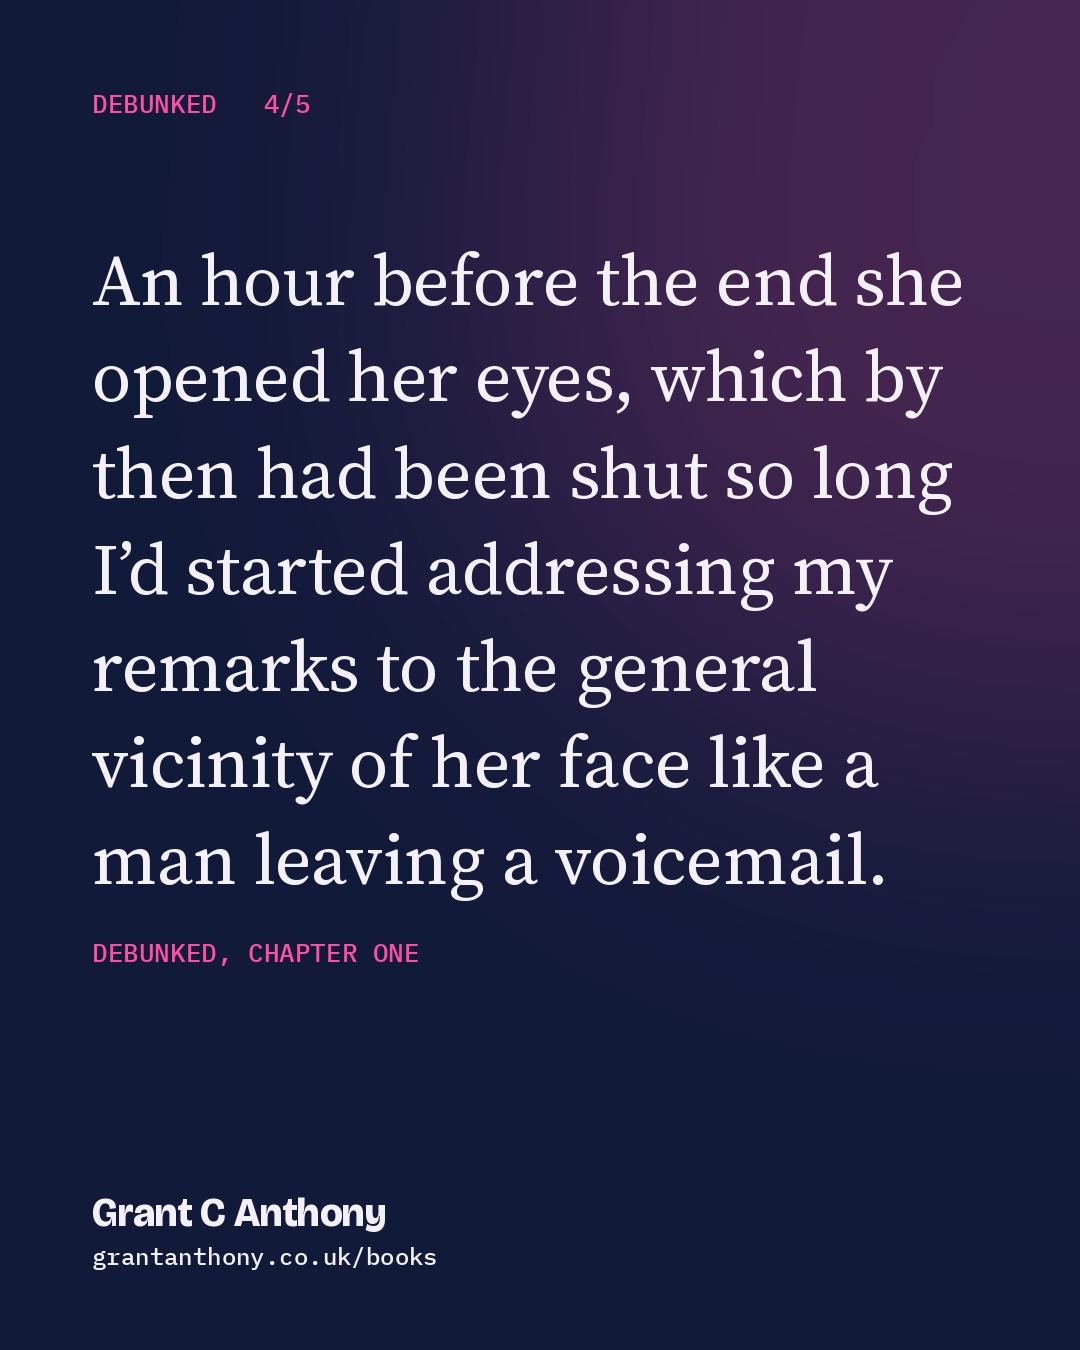 DEBUNKED 4/5
An hour before the end she
opened her eyes, which by
then had been shut so long
I’d started addressing my
remarks to the general
vicinity of her face like a
man leaving a voicemail.
DEBUNKED, CHAPTER ONE
Grant C Anthony
grantanthony.co.uk/books